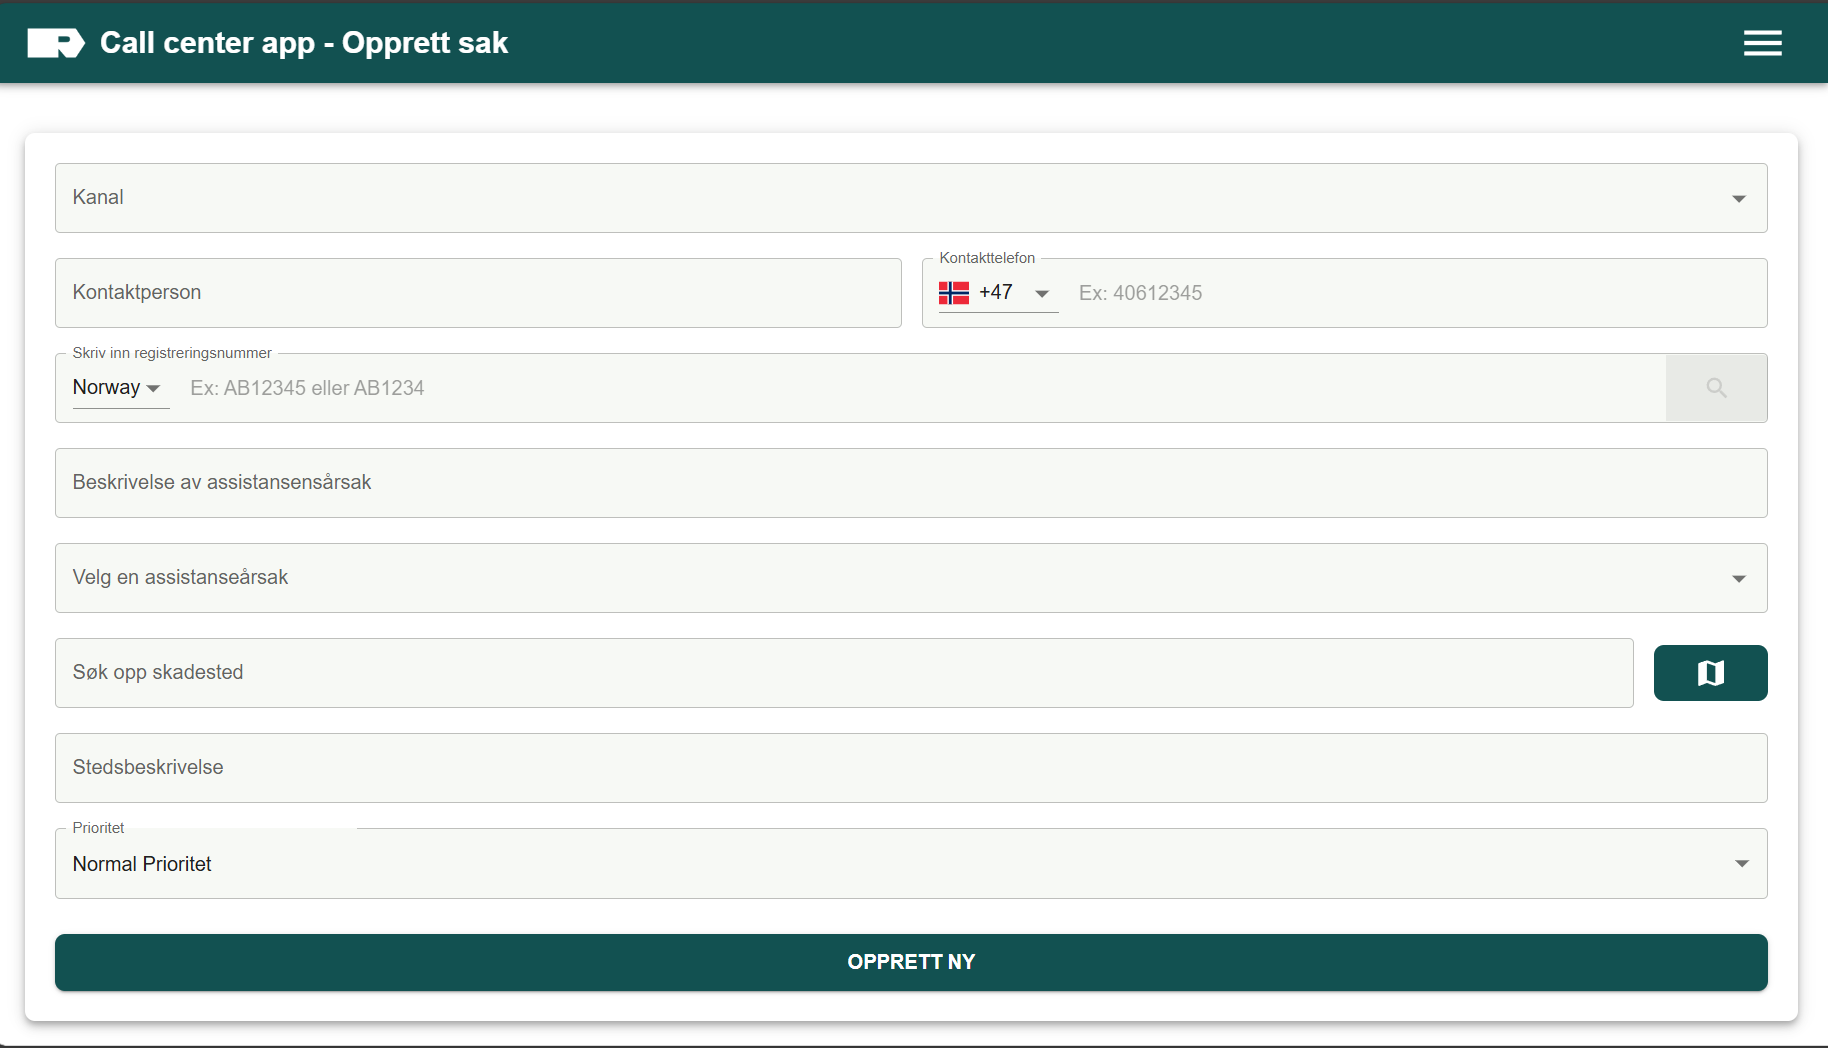 Call center app - Opprett sak
Kanal
Kontaktperson
Kontakttelefon
+47 Ex: 40612345
Skriv inn registreringsnummer
Norway Ex: AB12345 eller AB1234
Beskrivelse av assistansensårsak
Velg en assistanseårsak
Søk opp skadested
Stedsbeskrivelse
Prioritet
Normal Prioritet
OPPRETT NY